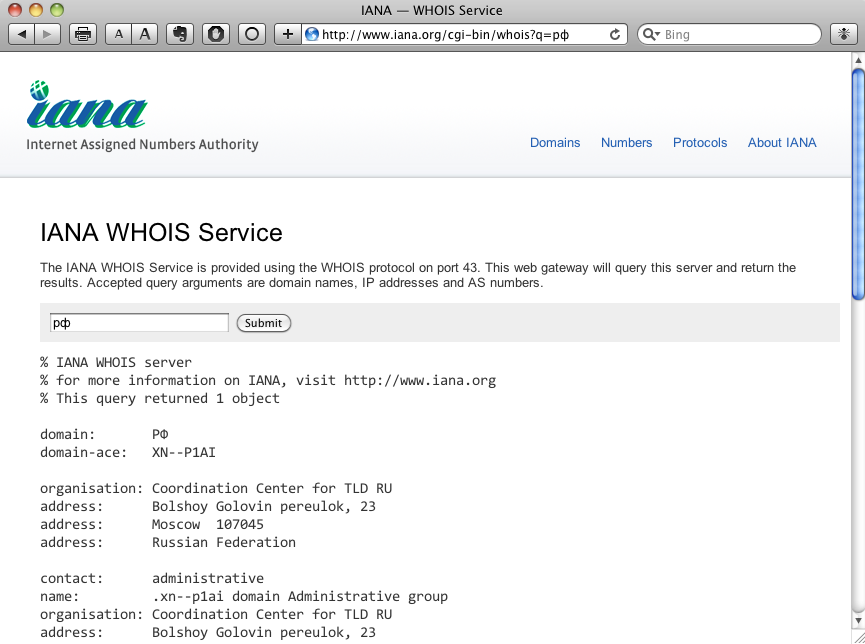 IANA — WHOIS Service
A A
http://www.iana.org/cgi-bin/whois?q=рф
Bing
iana
Internet Assigned Numbers Authority
Domains Numbers Protocols About IANA
IANA WHOIS Service
The IANA WHOIS Service is provided using the WHOIS protocol on port 43. This web gateway will query this server and return the
results. Accepted query arguments are domain names, IP addresses and AS numbers.
рф Submit
% IANA WHOIS server
% for more information on IANA, visit http://www.iana.org
% This query returned 1 object
domain: РФ
domain-ace: XN--P1AI
organisation: Coordination Center for TLD RU
address: Bolshoy Golovin pereulok, 23
address: Moscow 107045
address: Russian Federation
contact: administrative
name: .xn--p1ai domain Administrative group
organisation: Coordination Center for TLD RU
address: Bolshoy Golovin pereulok, 23